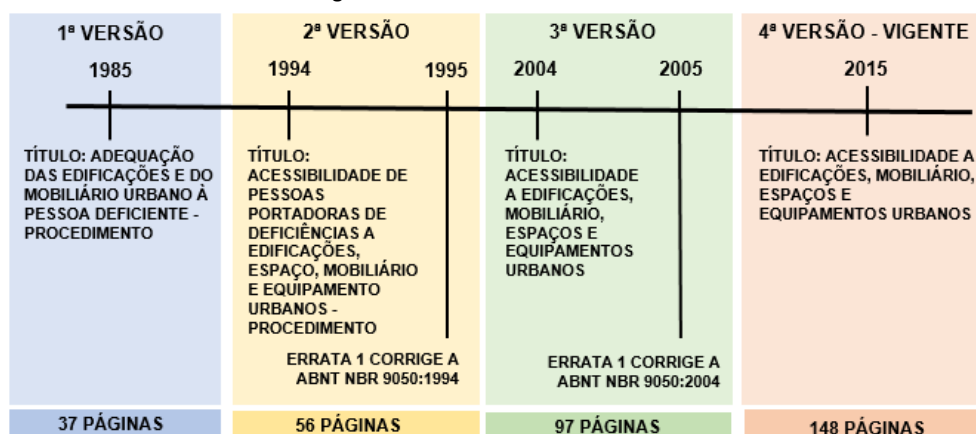 1ª VERSÃO
1985
TÍTULO: ADEQUAÇÃO
DAS EDIFICAÇÕES E DO
MOBILIÁRIO URBANO À
PESSOA DEFICIENTE -
PROCEDIMENTO
37 PÁGINAS
2ª VERSÃO
1994
1995
TÍTULO:
ACESSIBILIDADE DE
PESSOAS
PORTADORAS DE
DEFICIÊNCIAS A
EDIFICAÇÕES,
ESPAÇO, MOBILIÁRIO
E EQUIPAMENTO
URBANOS -
PROCEDIMENTO
ERRATA 1 CORRIGE A
ABNT NBR 9050:1994
56 PÁGINAS
3ª VERSÃO
2004
2005
TÍTULO:
ACESSIBILIDADE
A EDIFICAÇÕES,
MOBILIÁRIO,
ESPAÇOS E
EQUIPAMENTOS
URBANOS
ERRATA 1 CORRIGE A
ABNT NBR 9050:2004
97 PÁGINAS
4ª VERSÃO - VIGENTE
2015
TÍTULO: ACESSIBILIDADE A
EDIFICAÇÕES, MOBILIÁRIO,
ESPAÇOS E
EQUIPAMENTOS URBANOS
148 PÁGINAS